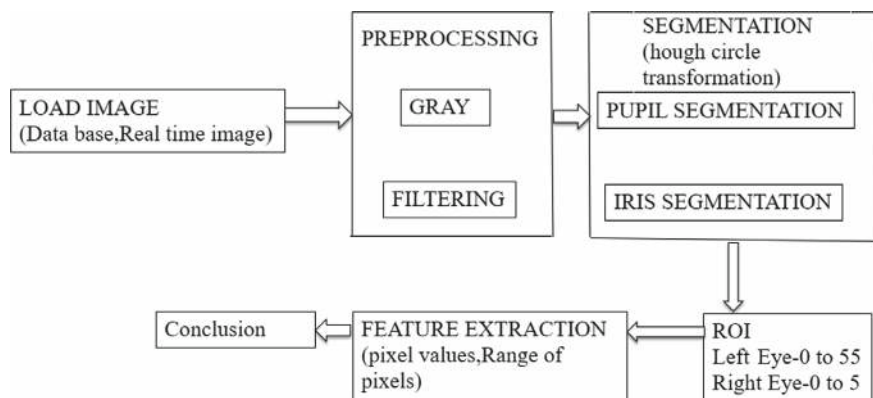 LOAD IMAGE
(Data base,Real time image)
PREPROCESSING
GRAY
FILTERING
SEGMENTATION
(hough circle
transformation)
PUPIL SEGMENTATION
IRIS SEGMENTATION
ROI
Left Eye-0 to 55
Right Eye-0 to 5
FEATURE EXTRACTION
(pixel values,Range of
pixels)
Conclusion